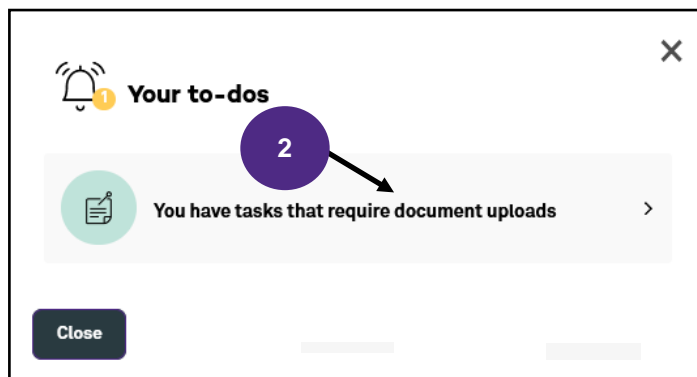 1
Your to-dos
2
You have tasks that require document uploads
Close